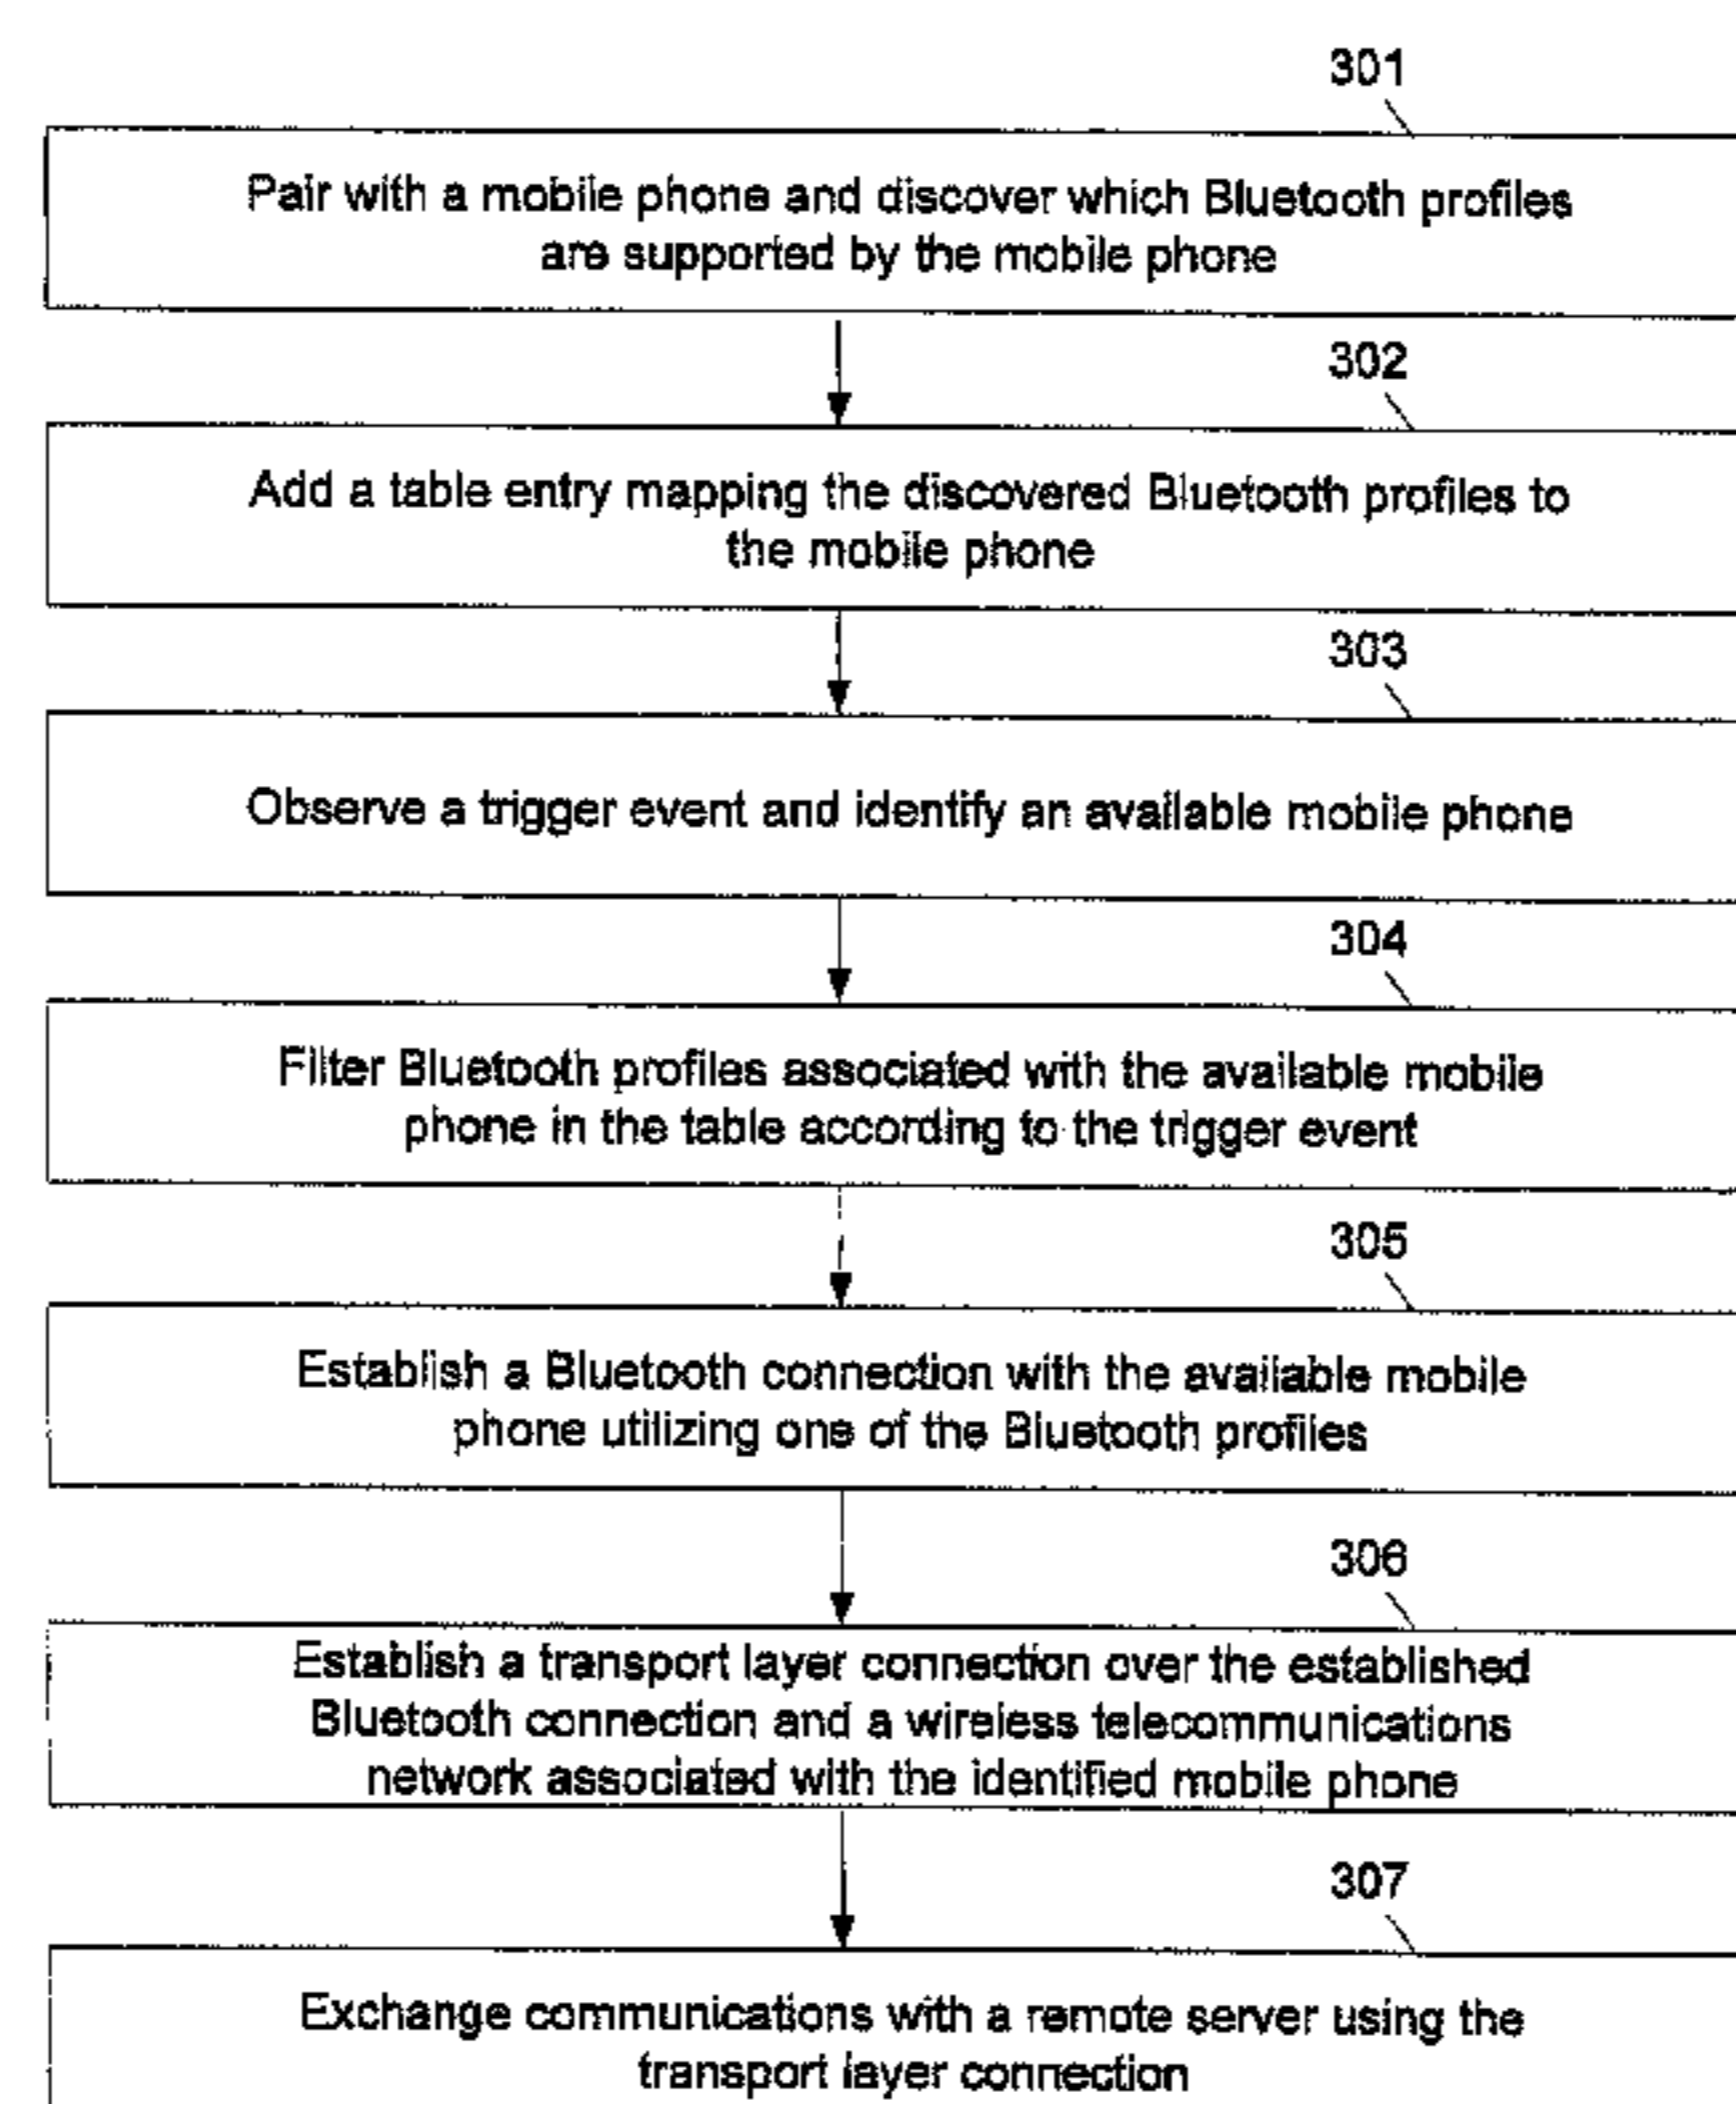 301
Pair with a mobile phone and discover which Bluetooth profiles
are supported by the mobile phone
302
Add a table entry mapping the discovered Bluetooth profiles to
the mobile phone
303
Observe a trigger event and identify an available mobile phone
304
Filter Bluetooth profiles associated with the available mobile
phone in the table according to the trigger event
305
Establish a Bluetooth connection with the available mobile
phone utilizing one of the Bluetooth profiles
306
Establish a transport layer connection over the established
Bluetooth connection and a wireless telecommunications
network associated with the identified mobile phone
307
Exchange communications with a remote server using the
transport layer connection